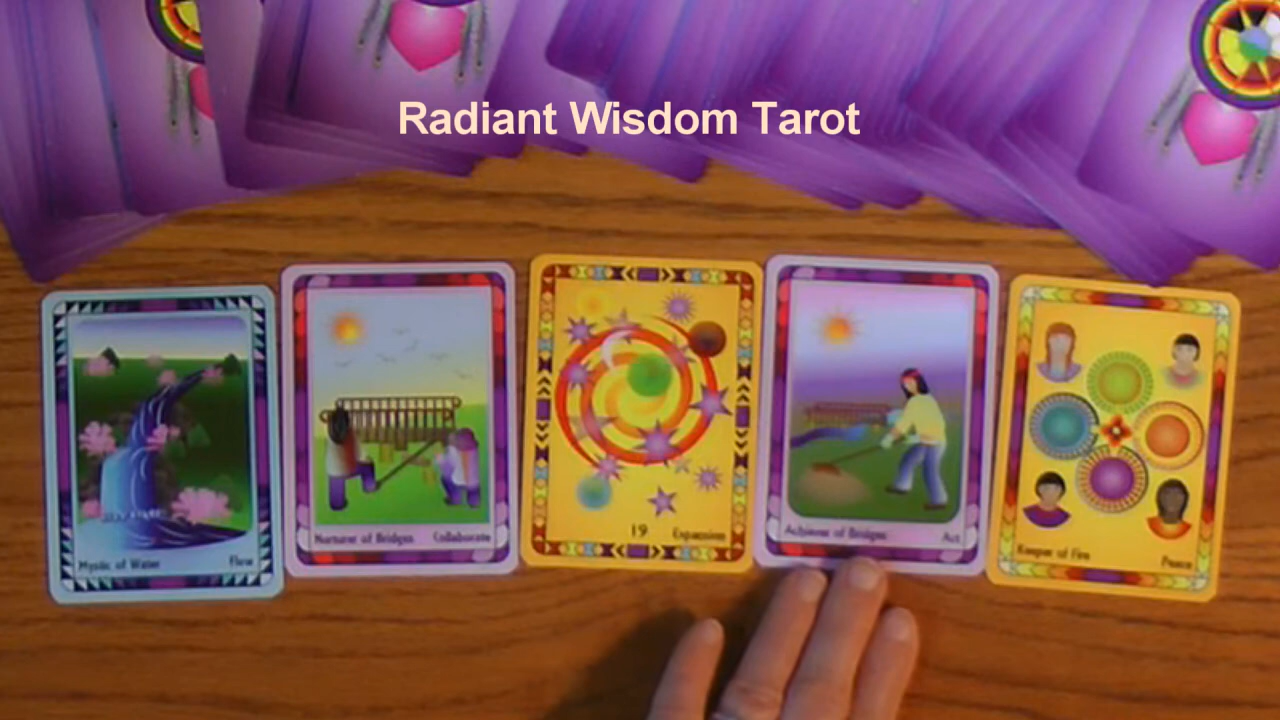 Radiant Wisdom Tarot
Mystic of Water Flow
Nurturer of Bridges Collaborate
19 Expansion
Achiever of Bridges Act
Keeper of Fire Peace